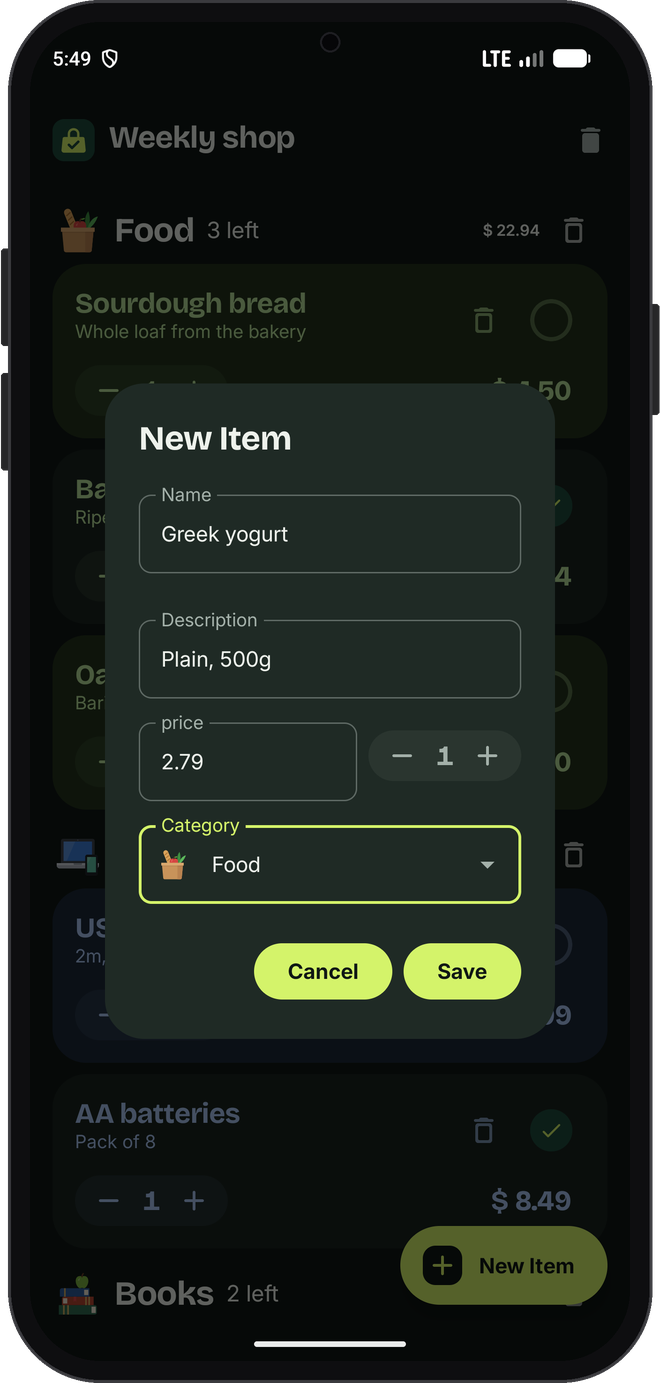 5:49 LTE
Weekly shop
Food 3 left $ 22.94
Sourdough bread
Whole loaf from the bakery
New Item
Name
Greek yogurt
Description
Plain, 500g
price
2.79
1
Category
Food
Cancel Save
2m,
AA batteries
Pack of 8
1 $ 8.49
New Item
Books 2 left